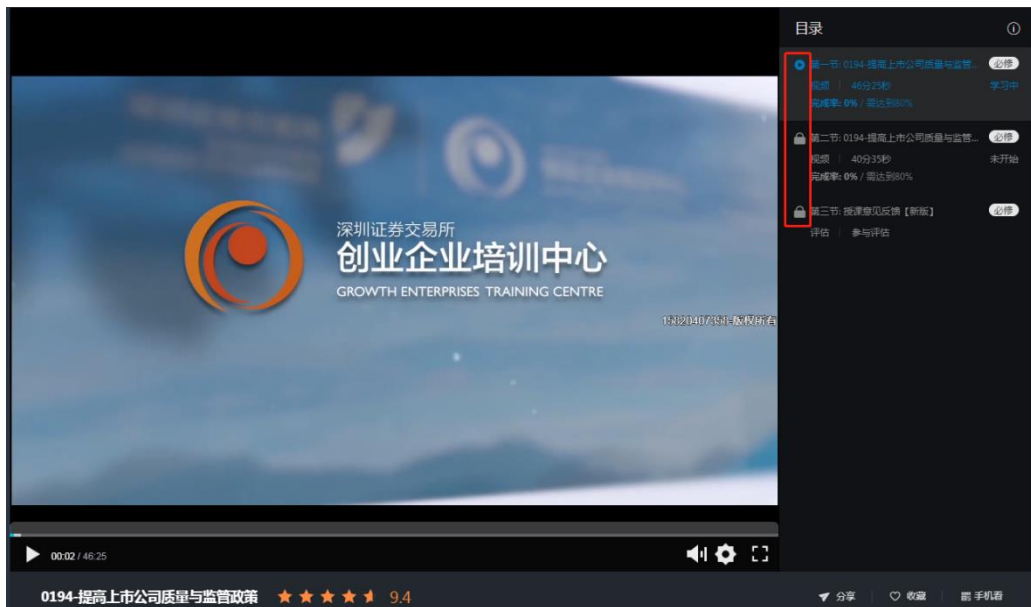 目录
第一节: 0194-提高上市公司质量与监管... 必修
视频 | 46分25秒 学习中
完成率: 0% / 需达到80%
第二节: 0194-提高上市公司质量与监管... 必修
视频 | 40分35秒 未开始
完成率: 0% / 需达到80%
第三节: 授课意见反馈【新版】 必修
评估 | 参与评估
深圳证券交易所
创业企业培训中心
GROWTH ENTERPRISES TRAINING CENTRE
版权所有
00:02 / 46:25
0194-提高上市公司质量与监管政策 9.4
分享 收藏 手机看